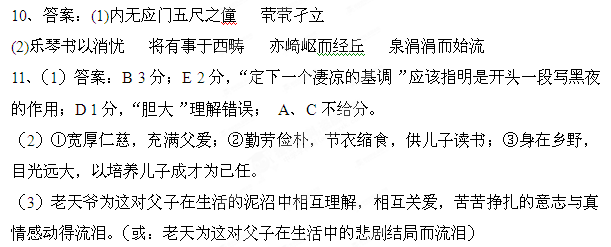 10、答案：(1)内无应门五尺之僮　茕茕孑立
(2)乐琴书以消忧　将有事于西畴　亦崎岖而经丘　泉涓涓而始流
11、（1）答案：B 3分；E 2分，“定下一个凄凉的基调”应该指明是开头一段写黑夜
的作用；D 1分，“胆大”理解错误； A、C 不给分。
（2）①宽厚仁慈，充满父爱；②勤劳俭朴，节衣缩食，供儿子读书；③身在乡野，
目光远大，以培养儿子成才为己任。
（3）老天爷为这对父子在生活的泥沼中相互理解，相互关爱，苦苦挣扎的意志与真
情感动得流泪。（或：老天为这对父子在生活中的悲剧结局而流泪）